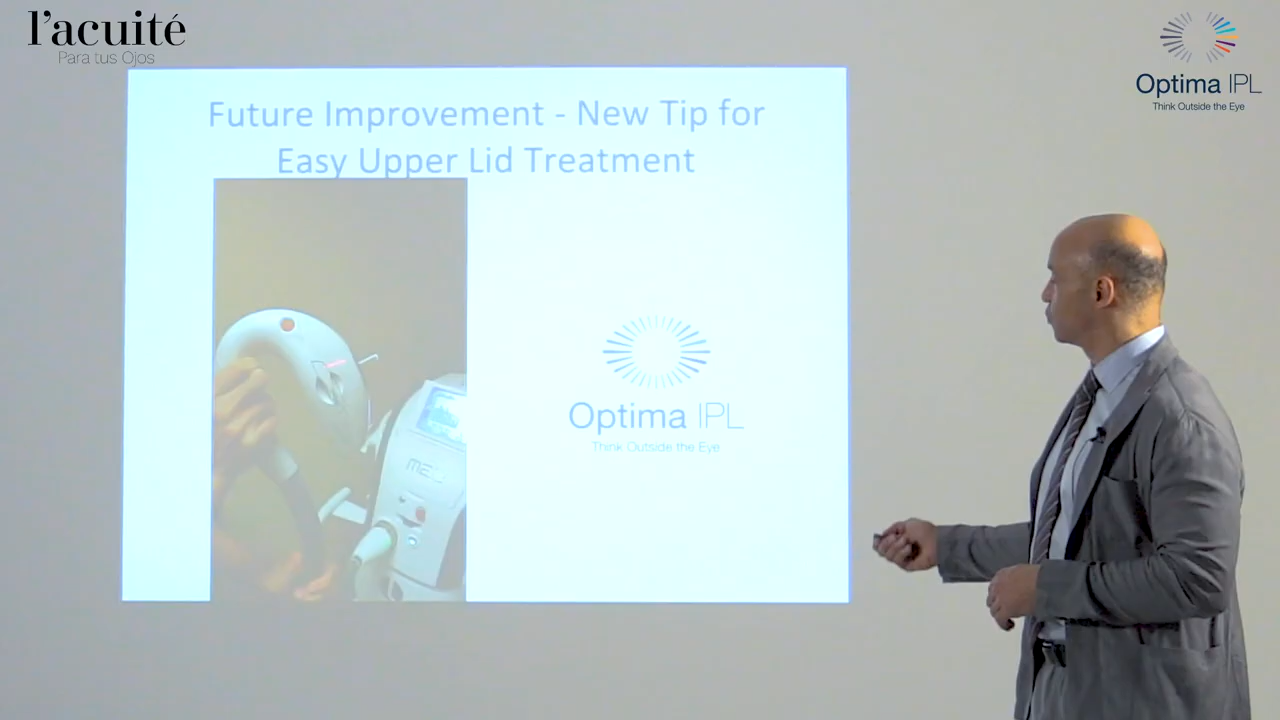 l'acuité
Para tus Ojos
Optima IPL
Think Outside the Eye
Future Improvement - New Tip for
Easy Upper Lid Treatment
Optima IPL
Think Outside the Eye